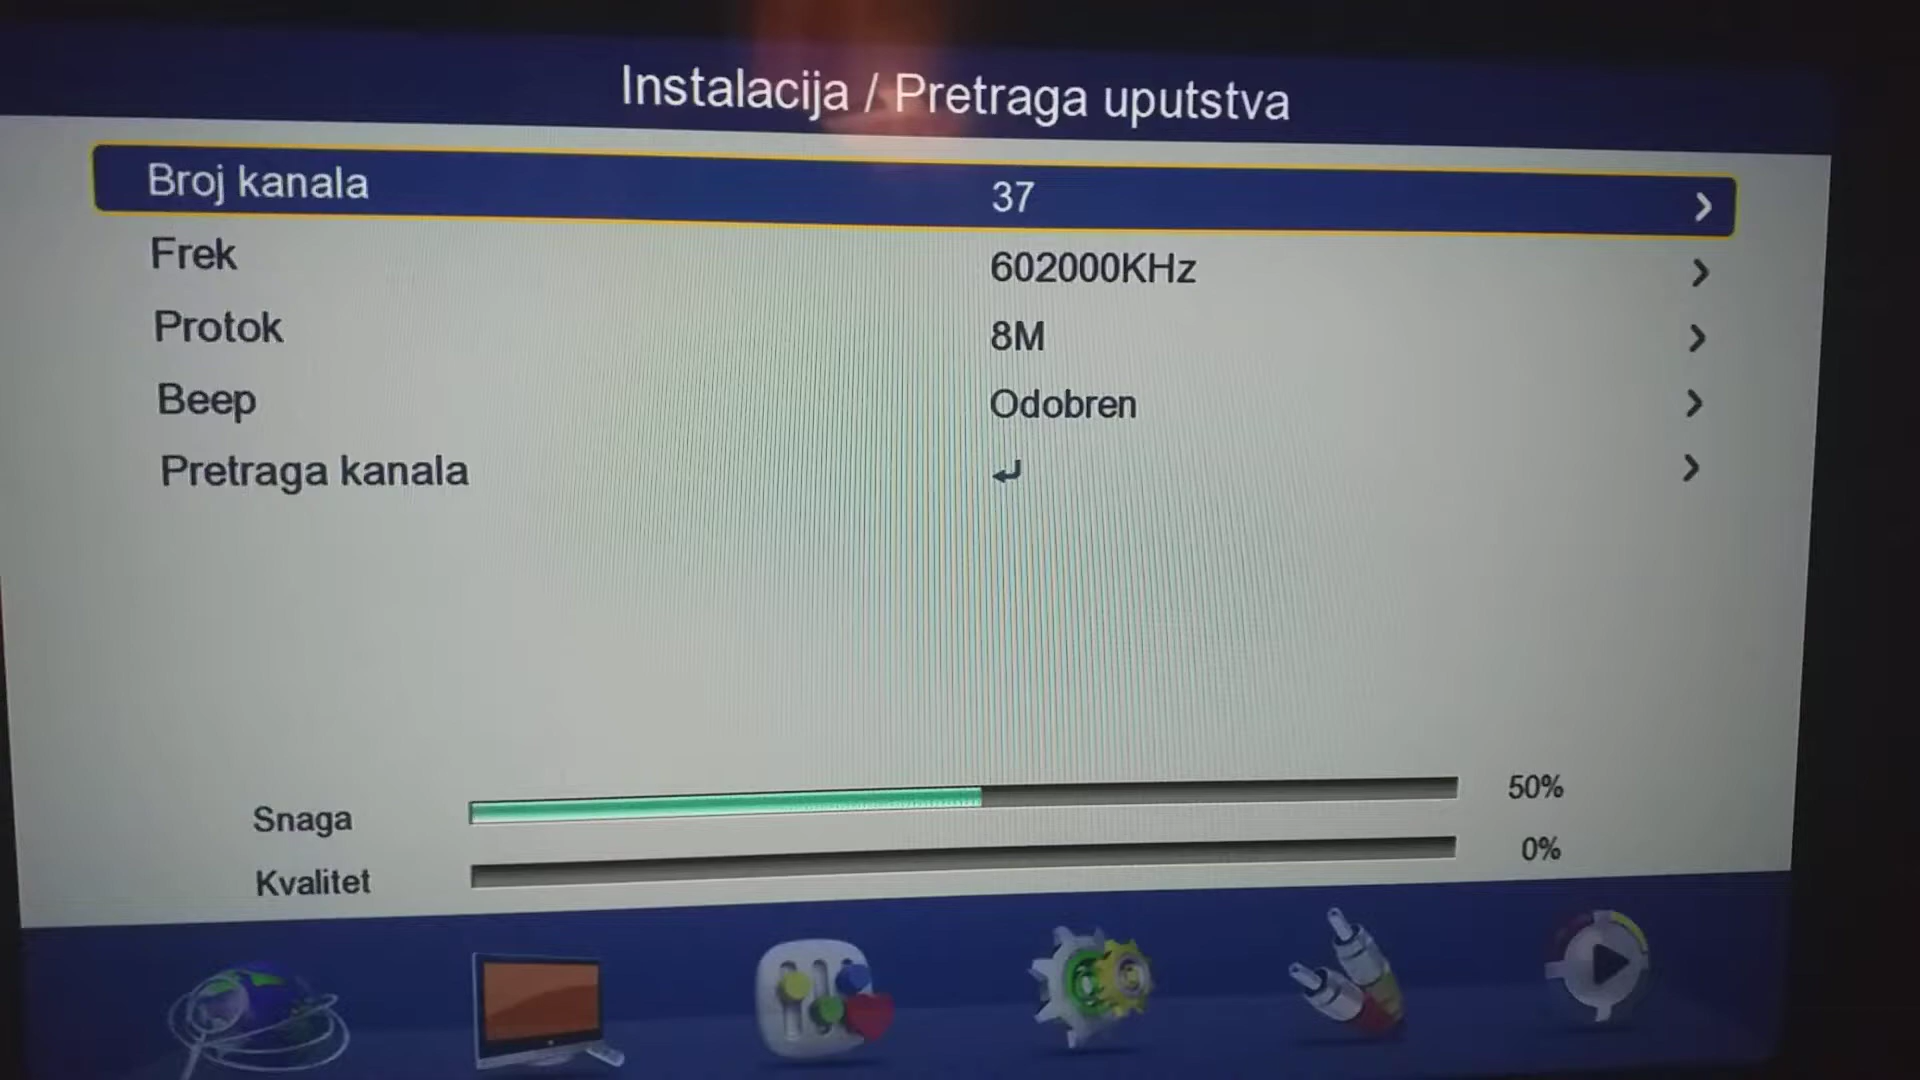 Instalacija / Pretraga uputstva
Broj kanala 37
Frek 602000KHz
Protok 8M
Beep Odobren
Pretraga kanala
Snaga 50%
Kvalitet 0%